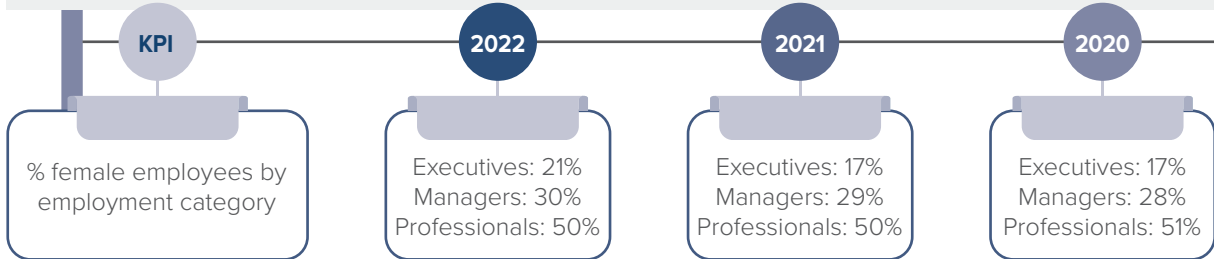 KPI
2022
2021
2020
% female employees by
employment category
Executives: 21%
Managers: 30%
Professionals: 50%
Executives: 17%
Managers: 29%
Professionals: 50%
Executives: 17%
Managers: 28%
Professionals: 51%